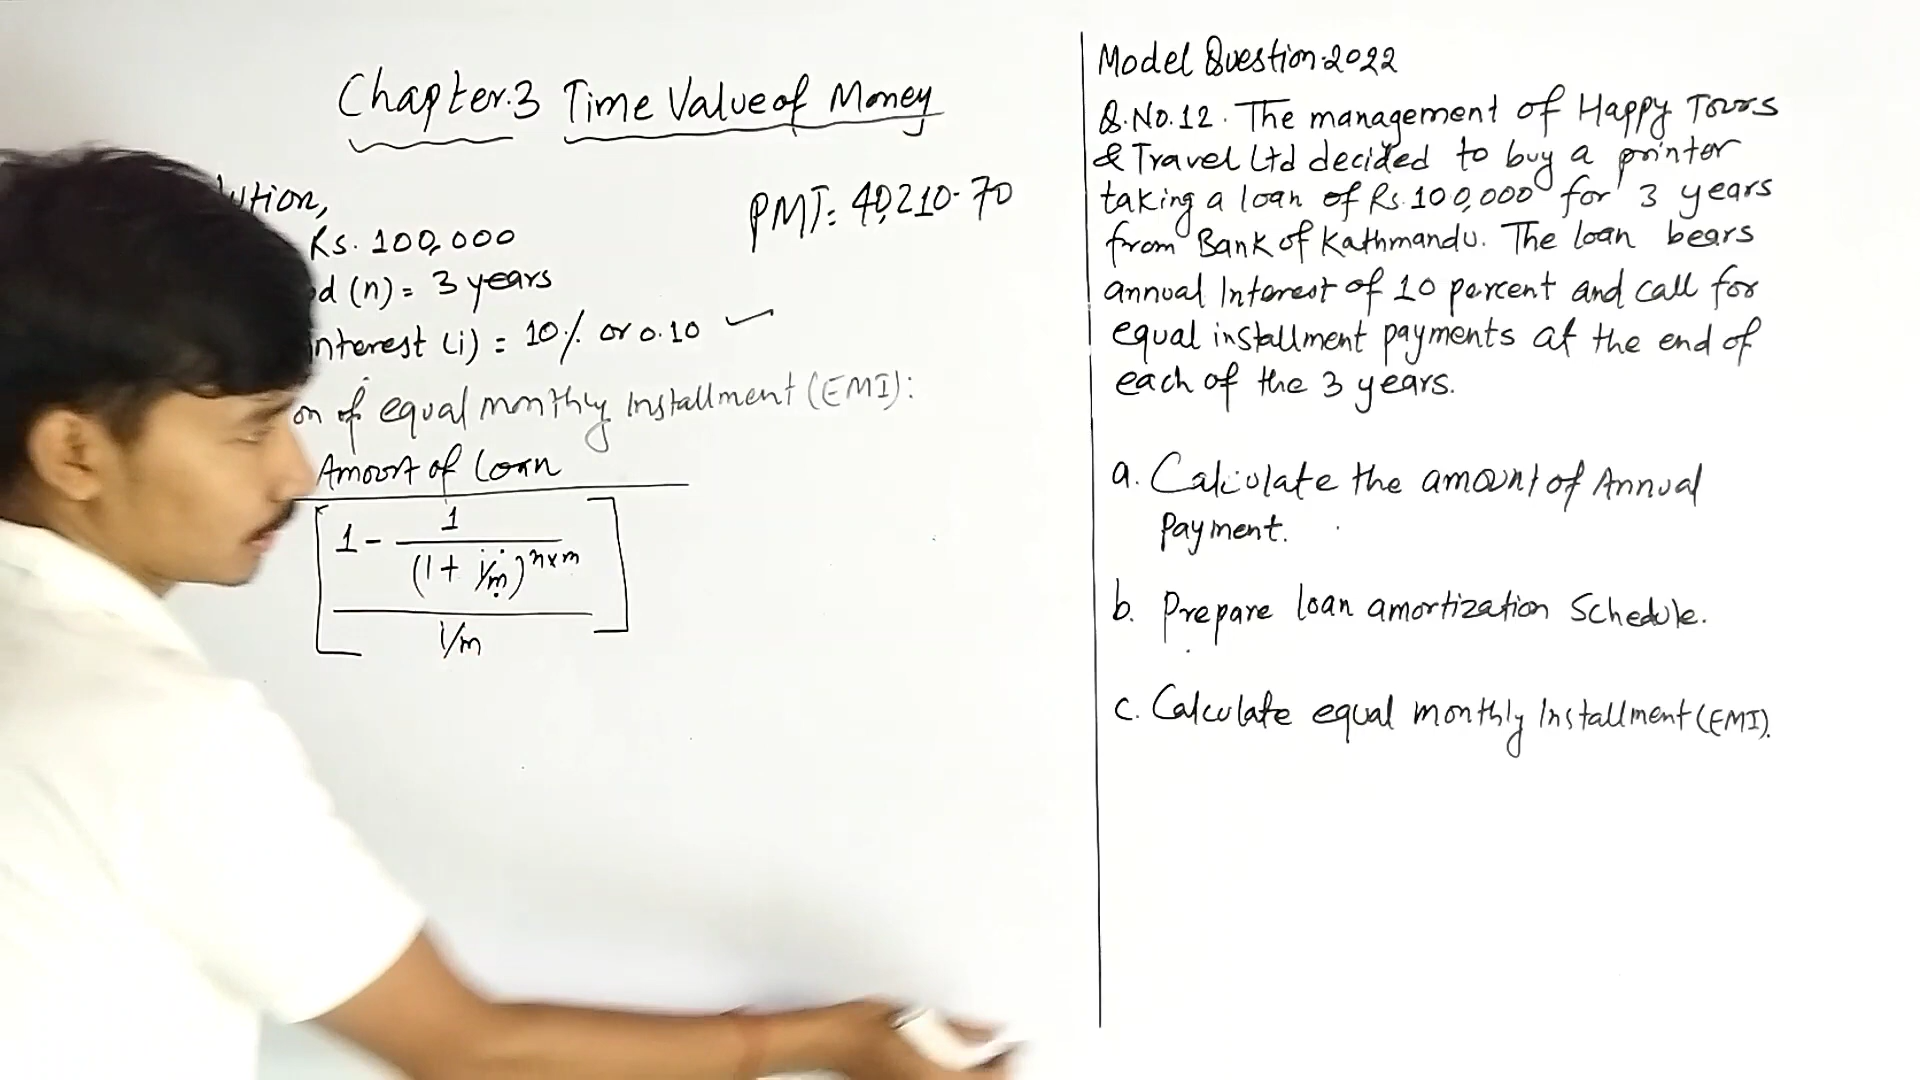 Chapter.3 Time Value of Money
ution,
Rs. 100,000
PMT: 40,210.70
od (n) = 3 years
interest (i) = 10% or 0.10
on of equal monthly Installment (EMI):
Amount of Loan
1 - 1
(1 + i/m)^n×m
i/m
Model Question.2022
Q.No.12. The management of Happy Tours
& Travel Ltd decided to buy a printer
taking a loan of Rs. 100,000 for 3 years
from Bank of Kathmandu. The loan bears
annual Interest of 10 percent and call for
equal installment payments at the end of
each of the 3 years.
a. Calculate the amount of Annual
Payment.
b. Prepare loan amortization Schedule.
c. Calculate equal monthly Installment (EMI).